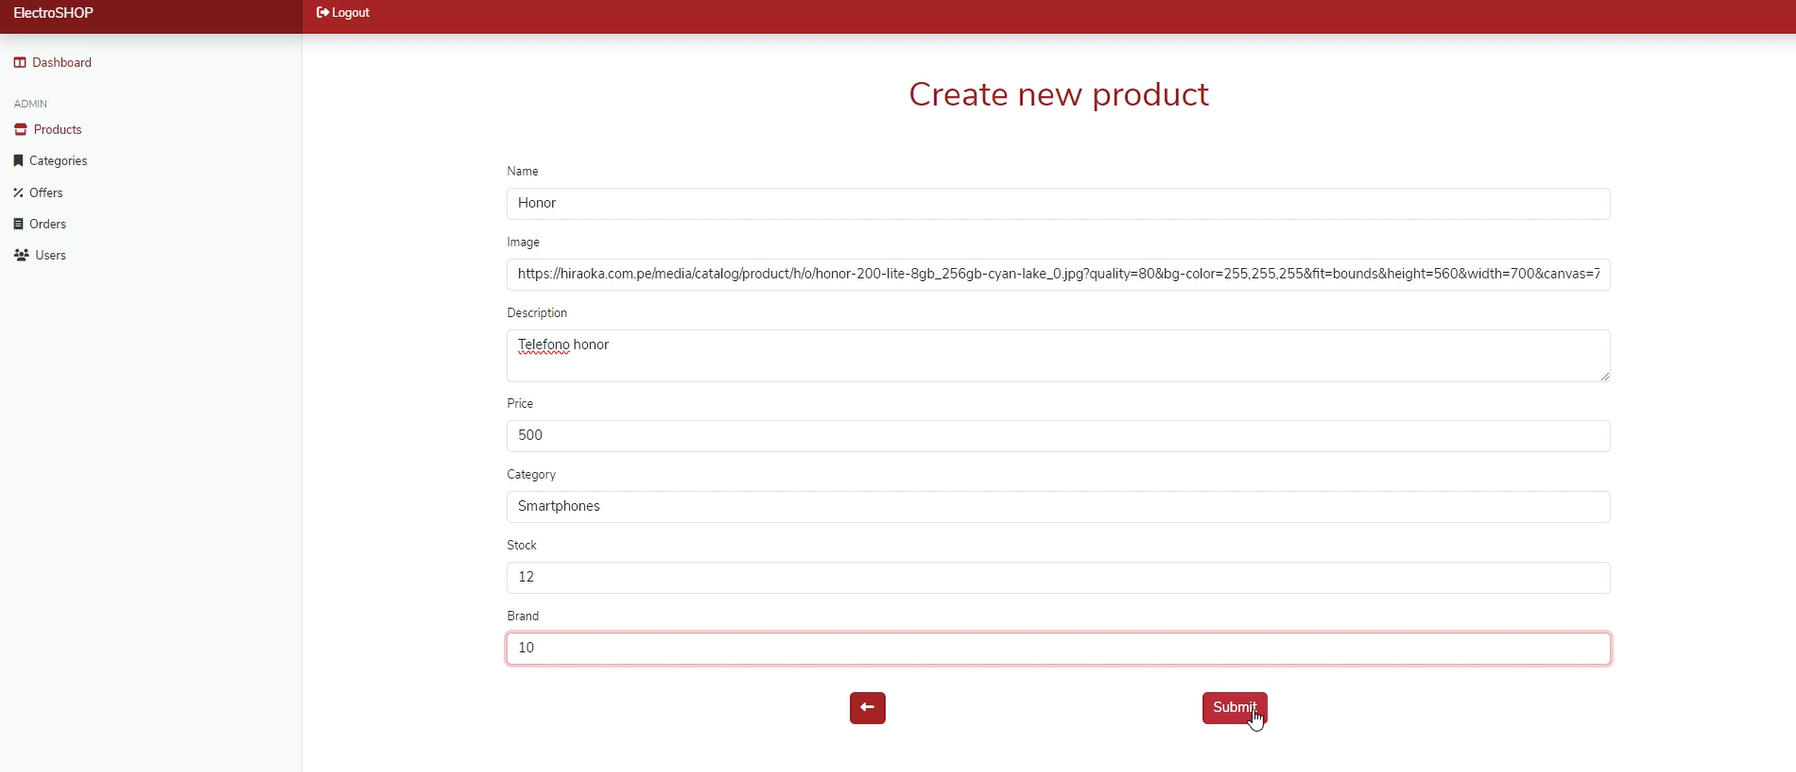 ElectroSHOP
Logout
Dashboard
ADMIN
Products
Categories
Offers
Orders
Users
Create new product
Name
Honor
Image
https://hiraoka.com.pe/media/catalog/product/h/o/honor-200-lite-8gb_256gb-cyan-lake_0.jpg?quality=80&bg-color=255,255,255&fit=bounds&height=560&width=700&canvas=7
Description
Telefono honor
Price
500
Category
Smartphones
Stock
12
Brand
10
Submit